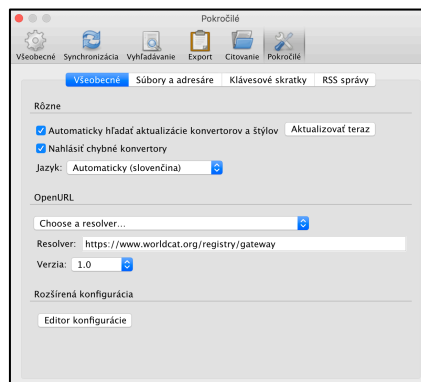 Pokročilé
Všeobecné Synchronizácia Vyhľadávanie Export Citovanie Pokročilé
Všeobecné Súbory a adresáre Klávesové skratky RSS správy
Rôzne
Automaticky hľadať aktualizácie konvertorov a štýlov Aktualizovať teraz
Nahlásiť chybné konvertory
Jazyk: Automaticky (slovenčina)
OpenURL
Choose a resolver...
Resolver: https://www.worldcat.org/registry/gateway
Verzia: 1.0
Rozšírená konfigurácia
Editor konfigurácie